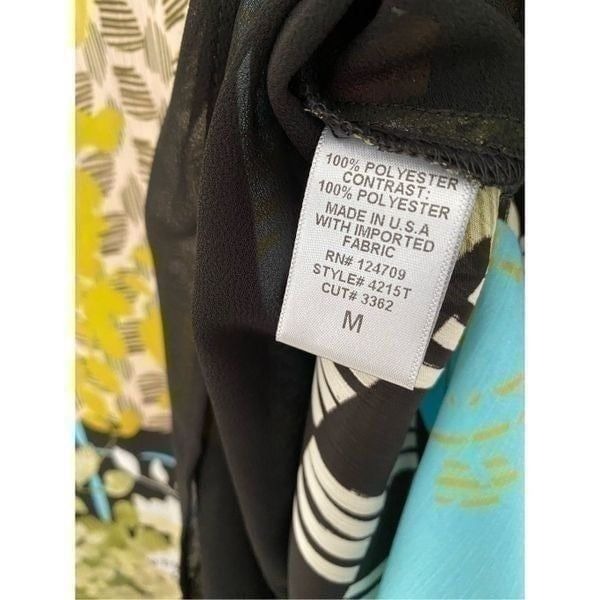 100% POLYESTER
CONTRAST:
100% POLYESTER
MADE IN U.S.A
WITH IMPORTED
FABRIC
RN# 124709
STYLE# 4215T
CUT# 3362
M